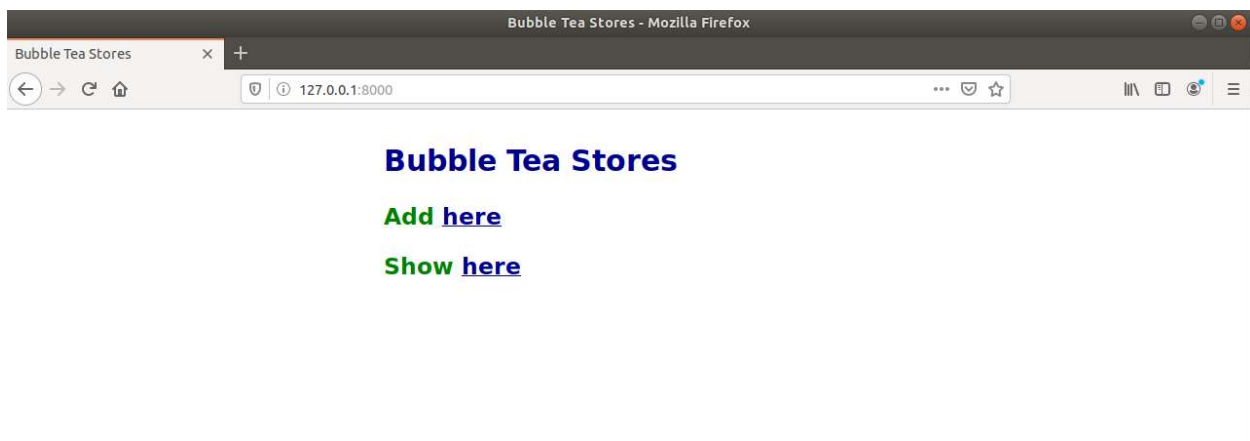 Bubble Tea Stores - Mozilla Firefox
Bubble Tea Stores
127.0.0.1:8000
Bubble Tea Stores
Add here
Show here